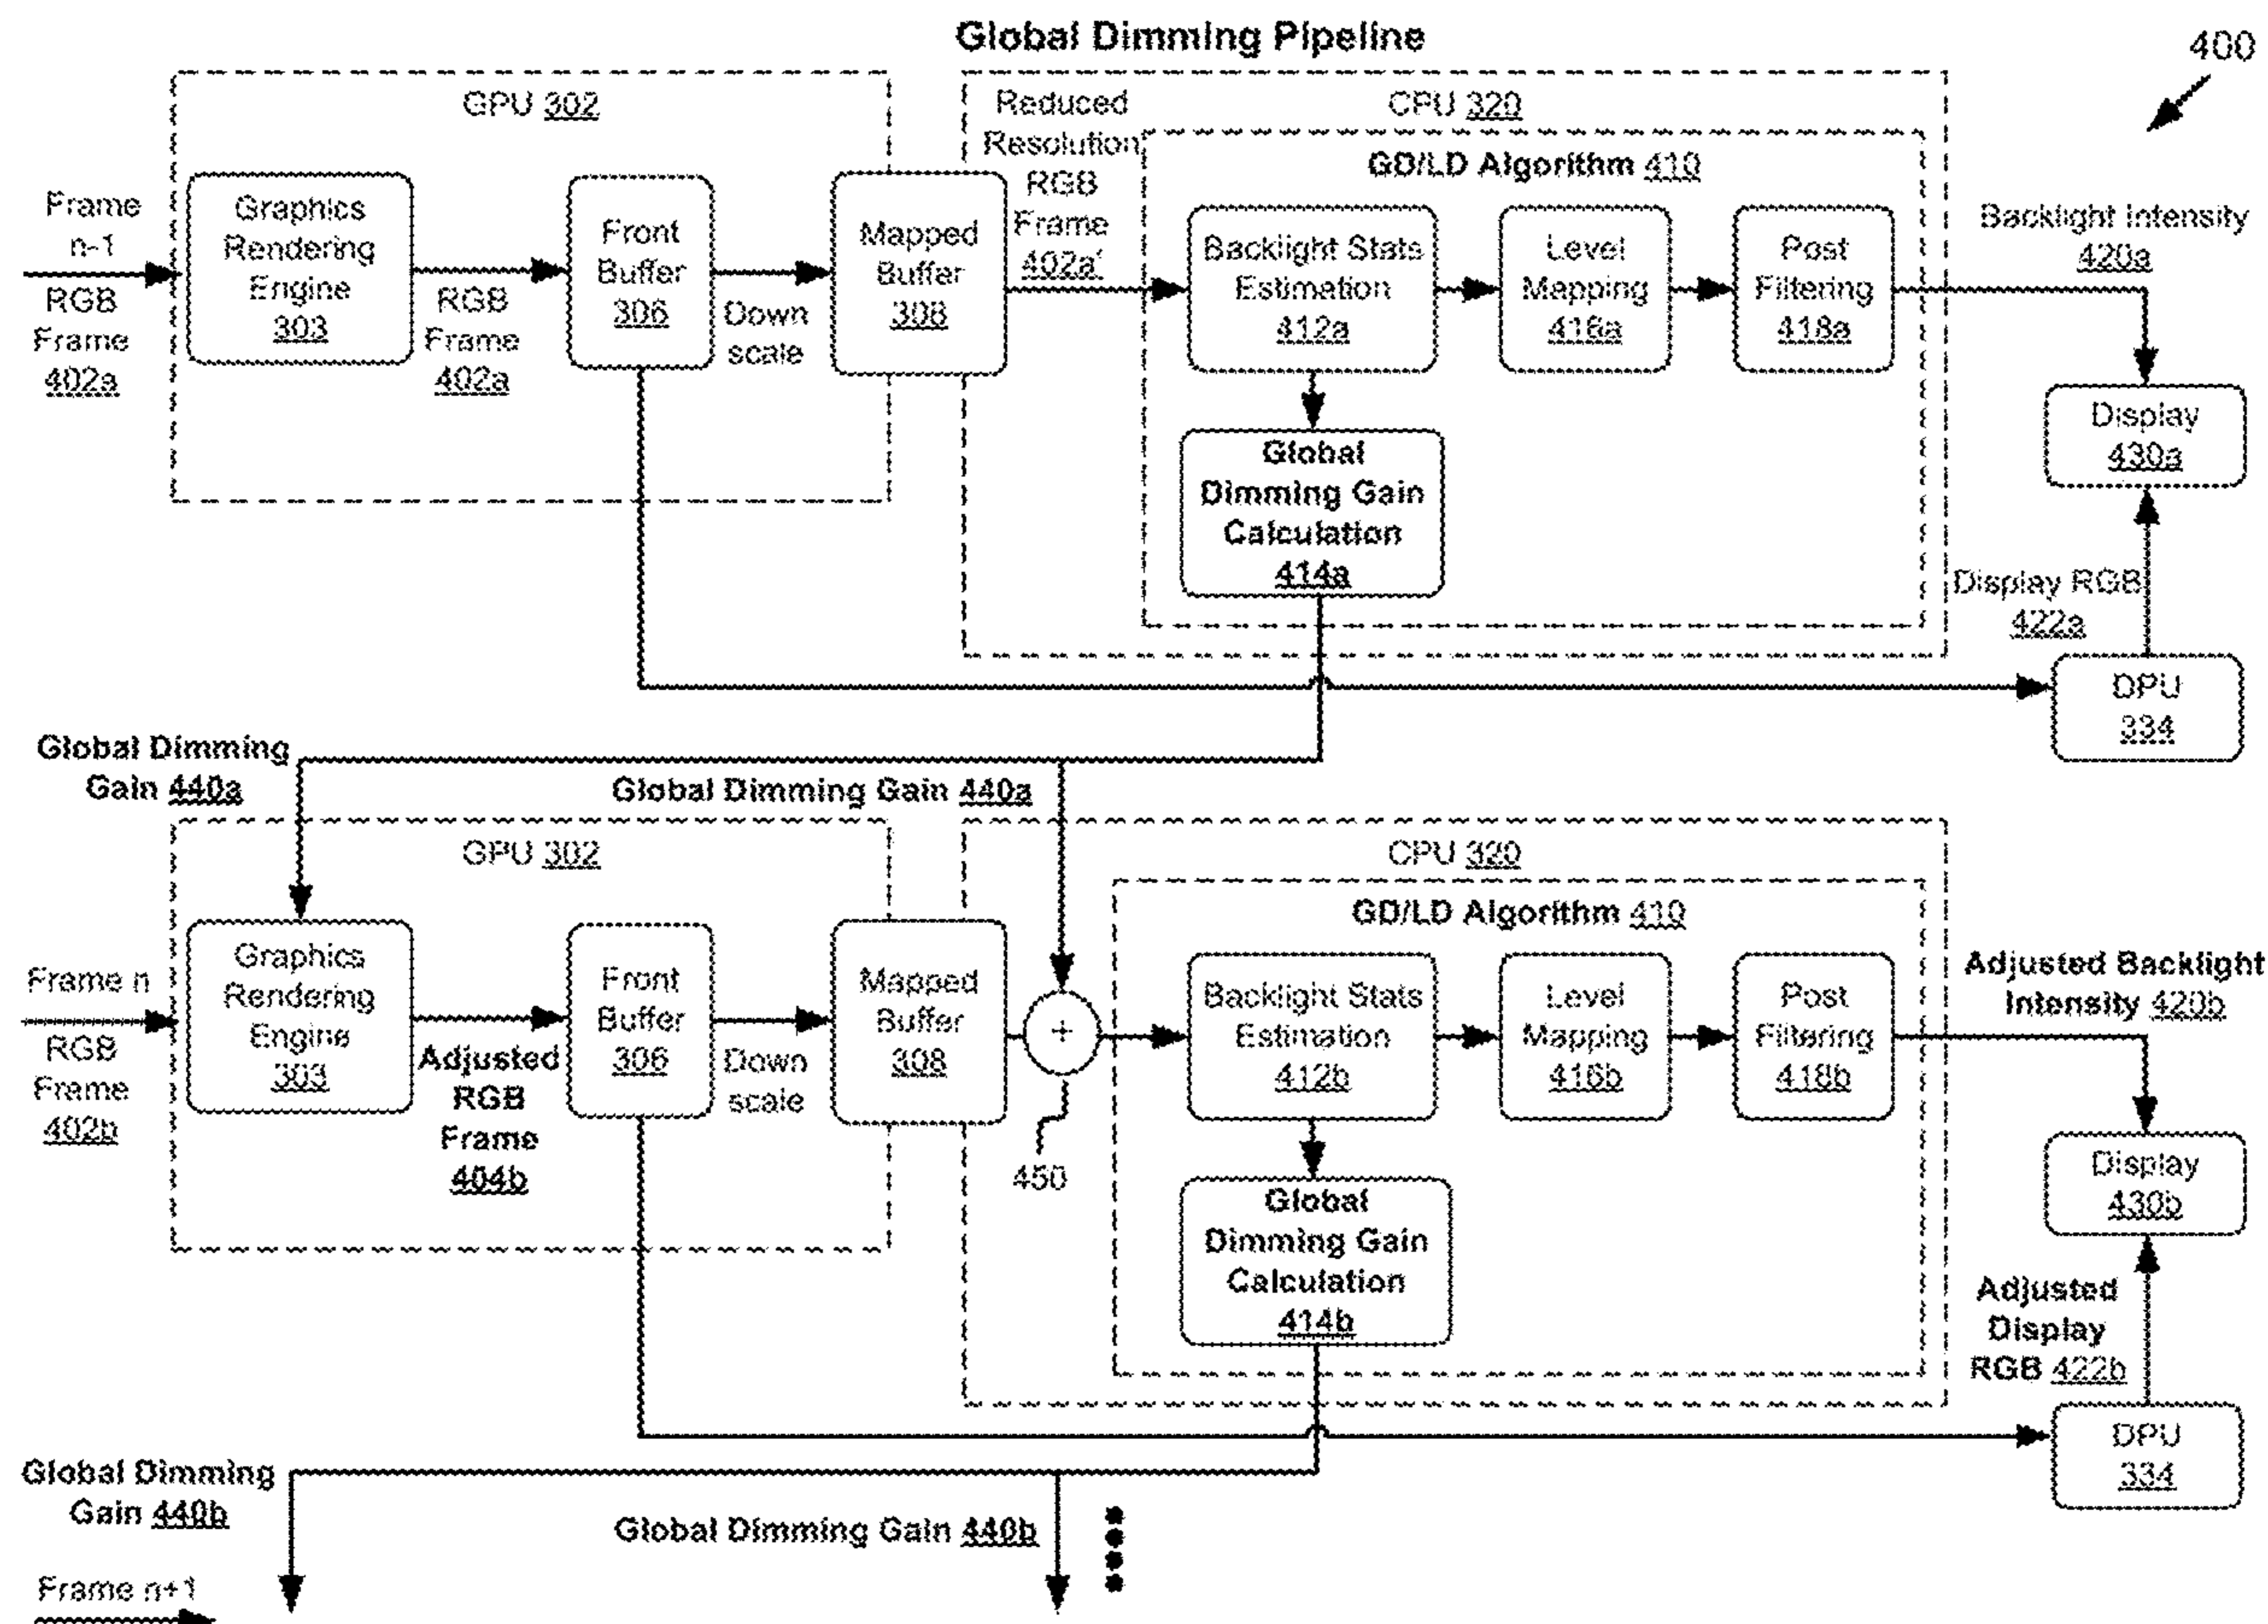 Global Dimming Pipeline
400
GPU 302
CPU 320
Reduced
Resolution
RGB
Frame
402a'
GD/LD Algorithm 410
Frame
n-1
RGB
Frame
402a
Graphics
Rendering
Engine
303
RGB
Frame
402a
Front
Buffer
306
Down
scale
Mapped
Buffer
308
Backlight Stats
Estimation
412a
Level
Mapping
416a
Post
Filtering
418a
Backlight Intensity
420a
Display
430a
Global
Dimming Gain
Calculation
414a
Display RGB
422a
DPU
334
Global Dimming
Gain 440a
Global Dimming Gain 440a
GPU 302
CPU 320
GD/LD Algorithm 410
Frame n
RGB
Frame
402b
Graphics
Rendering
Engine
303
Adjusted
RGB
Frame
404b
Front
Buffer
306
Down
scale
Mapped
Buffer
308
+
450
Backlight Stats
Estimation
412b
Level
Mapping
416b
Post
Filtering
418b
Adjusted Backlight
Intensity 420b
Display
430b
Global
Dimming Gain
Calculation
414b
Adjusted
Display
RGB 422b
DPU
334
Global Dimming
Gain 440b
Global Dimming Gain 440b
Frame n+1